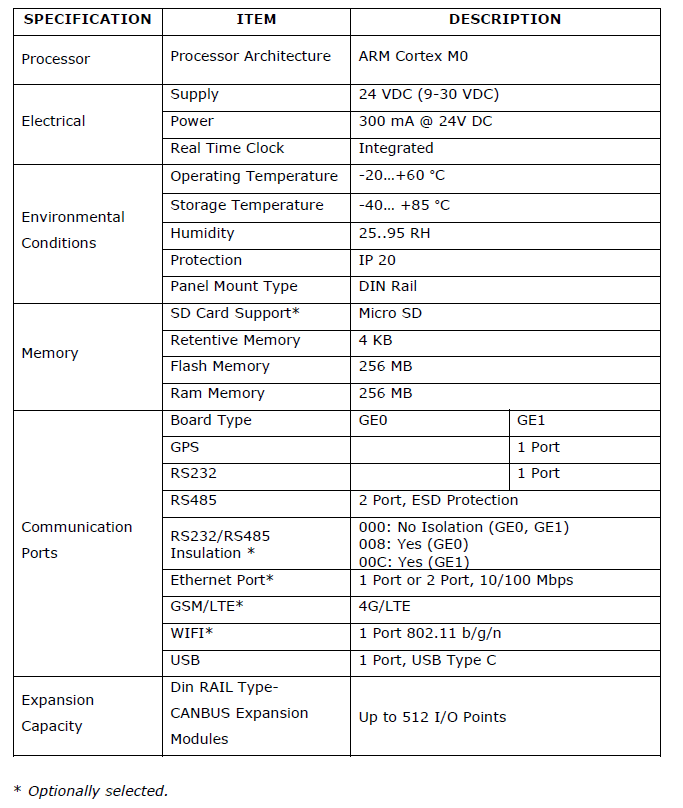 SPECIFICATION ITEM DESCRIPTION
Processor Processor Architecture ARM Cortex M0
Electrical Supply 24 VDC (9-30 VDC)
Power 300 mA @ 24V DC
Real Time Clock Integrated
Environmental Conditions Operating Temperature -20…+60 °C
Storage Temperature -40… +85 °C
Humidity 25..95 RH
Protection IP 20
Panel Mount Type DIN Rail
Memory SD Card Support* Micro SD
Retentive Memory 4 KB
Flash Memory 256 MB
Ram Memory 256 MB
Communication Ports Board Type GE0 GE1
GPS 1 Port
RS232 1 Port
RS485 2 Port, ESD Protection
RS232/RS485 Insulation * 000: No Isolation (GE0, GE1)
008: Yes (GE0)
00C: Yes (GE1)
Ethernet Port* 1 Port or 2 Port, 10/100 Mbps
GSM/LTE* 4G/LTE
WIFI* 1 Port 802.11 b/g/n
USB 1 Port, USB Type C
Expansion Capacity Din RAIL Type-
CANBUS Expansion
Modules Up to 512 I/O Points
* Optionally selected.